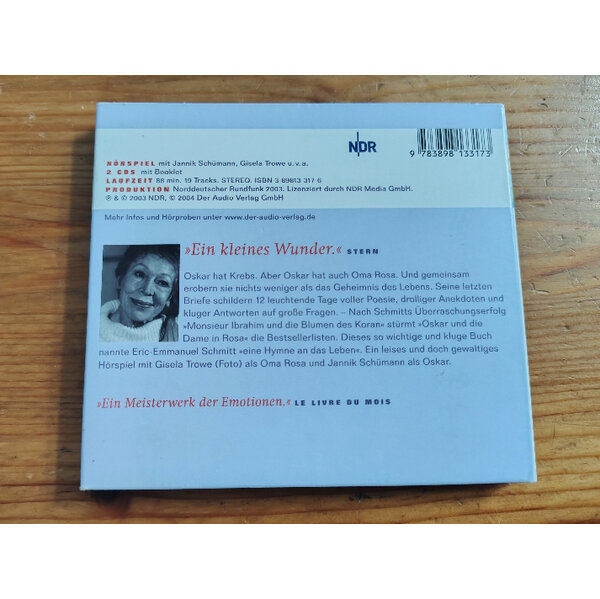 NDR
HÖRSPIEL mit Jannik Schümann, Gisela Trowe u.v.a.
2 CDS mit Booklet
LAUFZEIT 88 min. 19 Tracks. STEREO. ISBN 3 89813 317 6
PRODUKTION Norddeutscher Rundfunk 2003. Lizenziert durch NDR Media GmbH.
℗ & © 2003 NDR, © 2004 Der Audio Verlag GmbH
9 783898 133173
Mehr Infos und Hörproben unter www.der-audio-verlag.de
»Ein kleines Wunder.« STERN
Oskar hat Krebs. Aber Oskar hat auch Oma Rosa. Und gemeinsam
erobern sie nichts weniger als das Geheimnis des Lebens. Seine letzten
Briefe schildern 12 leuchtende Tage voller Poesie, drolliger Anekdoten und
kluger Antworten auf große Fragen. – Nach Schmitts Überraschungserfolg
»Monsieur Ibrahim und die Blumen des Koran« stürmt »Oskar und die
Dame in Rosa« die Bestsellerlisten. Dieses so wichtige und kluge Buch
nannte Eric-Emmanuel Schmitt »eine Hymne an das Leben«. Ein leises und doch gewaltiges
Hörspiel mit Gisela Trowe (Foto) als Oma Rosa und Jannik Schümann als Oskar.
»Ein Meisterwerk der Emotionen.« LE LIVRE DU MOIS